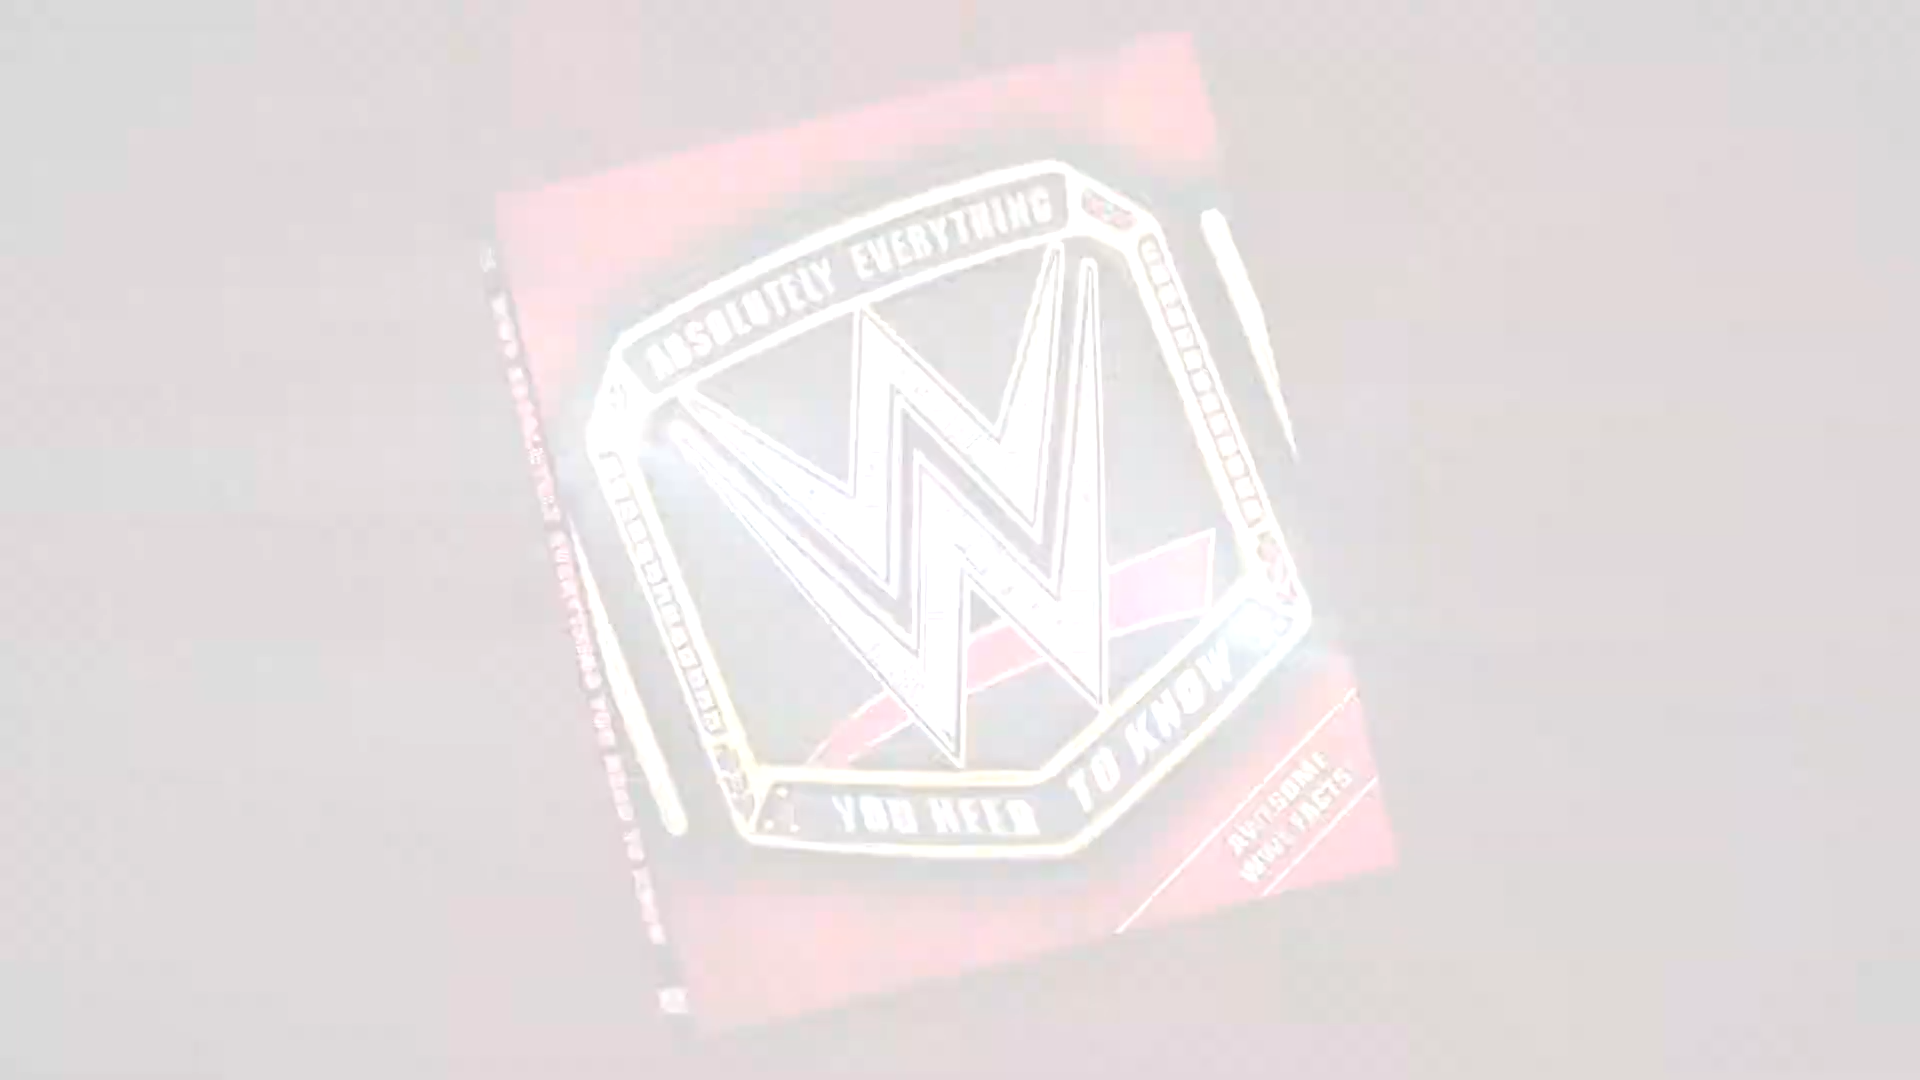 ABSOLUTELY EVERYTHING
W
YOU NEED TO KNOW
AWESOME
WWE FACTS